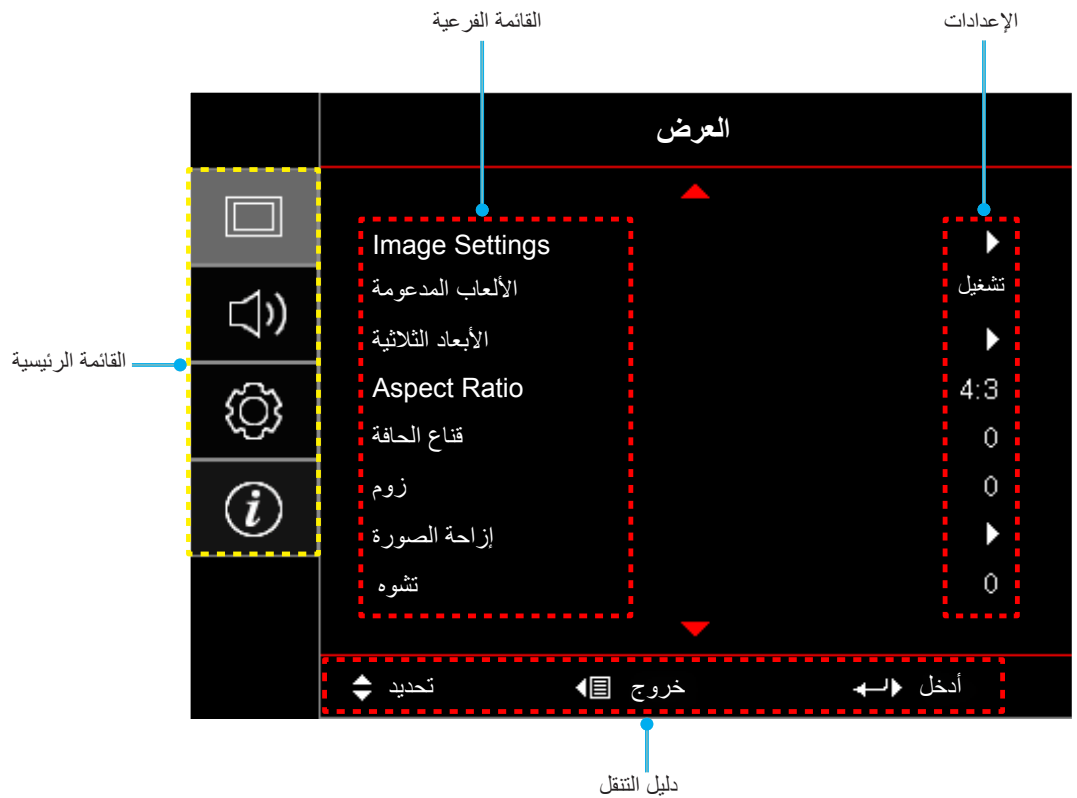 القائمة الفرعية
الإعدادات
العرض
Image Settings
الألعاب المدعومة
تشغيل
الأبعاد الثلاثية
Aspect Ratio
4:3
قناع الحافة
0
زوم
0
إزاحة الصورة
تشوه
0
القائمة الرئيسية
تحديد
خروج
أدخل
دليل التنقل